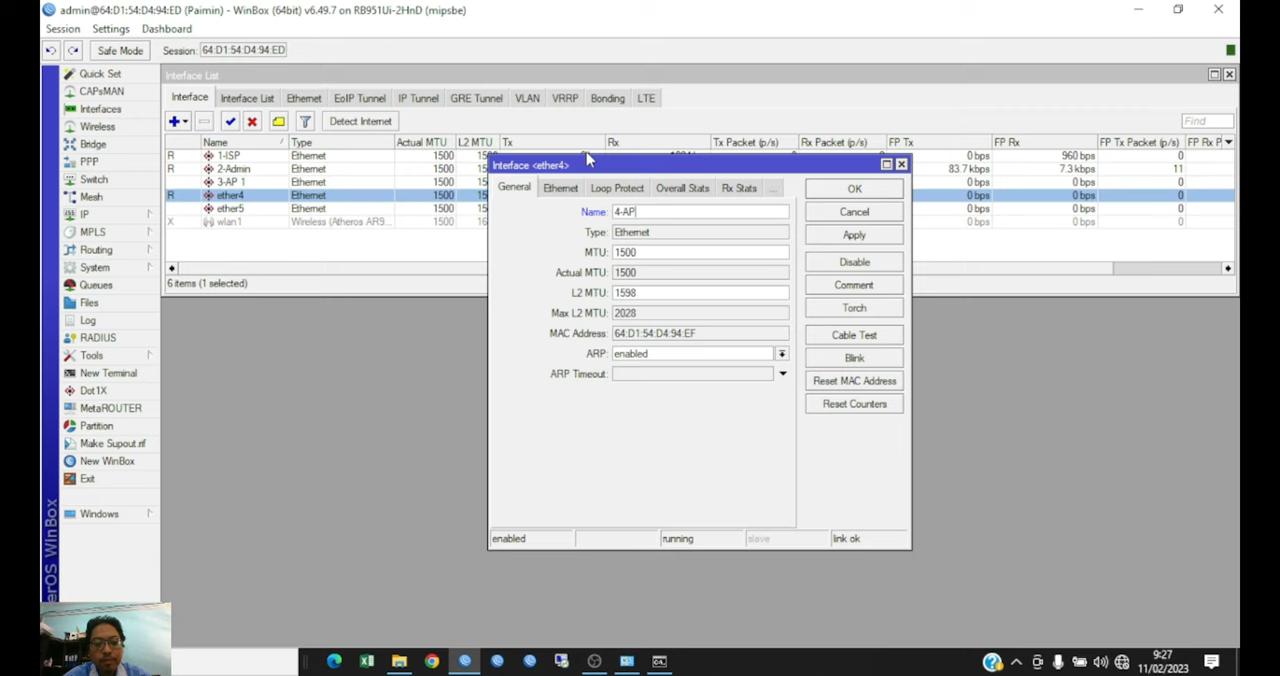 admin@64:D1:54:D4:94:ED (Paimin) - WinBox (64bit) v6.49.7 on RB951Ui-2HnD (mipsbe)
Session Settings Dashboard
Safe Mode Session: 64:D1:54:D4:94:ED
Quick Set
CAPsMAN
Interfaces
Wireless
Bridge
PPP
Switch
Mesh
IP
MPLS
Routing
System
Queues
Files
Log
RADIUS
Tools
New Terminal
Dot1X
MetaROUTER
Partition
Make Supout.rif
New WinBox
Exit
Windows
erOS WinBox
Interface List
Interface Interface List Ethernet EoIP Tunnel IP Tunnel GRE Tunnel VLAN VRRP Bonding LTE
Detect Internet Find
Name Type Actual MTU L2 MTU Tx Rx Tx Packet (p/s) Rx Packet (p/s) FP Tx FP Rx FP Tx Packet (p/s) FP Rx P
R 1-ISP Ethernet 1500 0 bps 960 bps 0
R 2-Admin Ethernet 1500 83.7 kbps 7.3 kbps 11
3-AP 1 Ethernet 1500 0 bps 0 bps 0
R ether4 Ethernet 1500 0 bps 0 bps 0
R ether5 Ethernet 1500 0 bps 0 bps 0
X wlan1 Wireless (Atheros AR9... 1500 0 bps 0 bps 0
6 items (1 selected)
Interface <ether4>
General Ethernet Loop Protect Overall Stats Rx Stats ...
Name: 4-AP
Type: Ethernet
MTU: 1500
Actual MTU: 1500
L2 MTU: 1598
Max L2 MTU: 2028
MAC Address: 64:D1:54:D4:94:EF
ARP: enabled
ARP Timeout:
OK
Cancel
Apply
Disable
Comment
Torch
Cable Test
Blink
Reset MAC Address
Reset Counters
enabled running slave link ok
9:27
11/02/2023